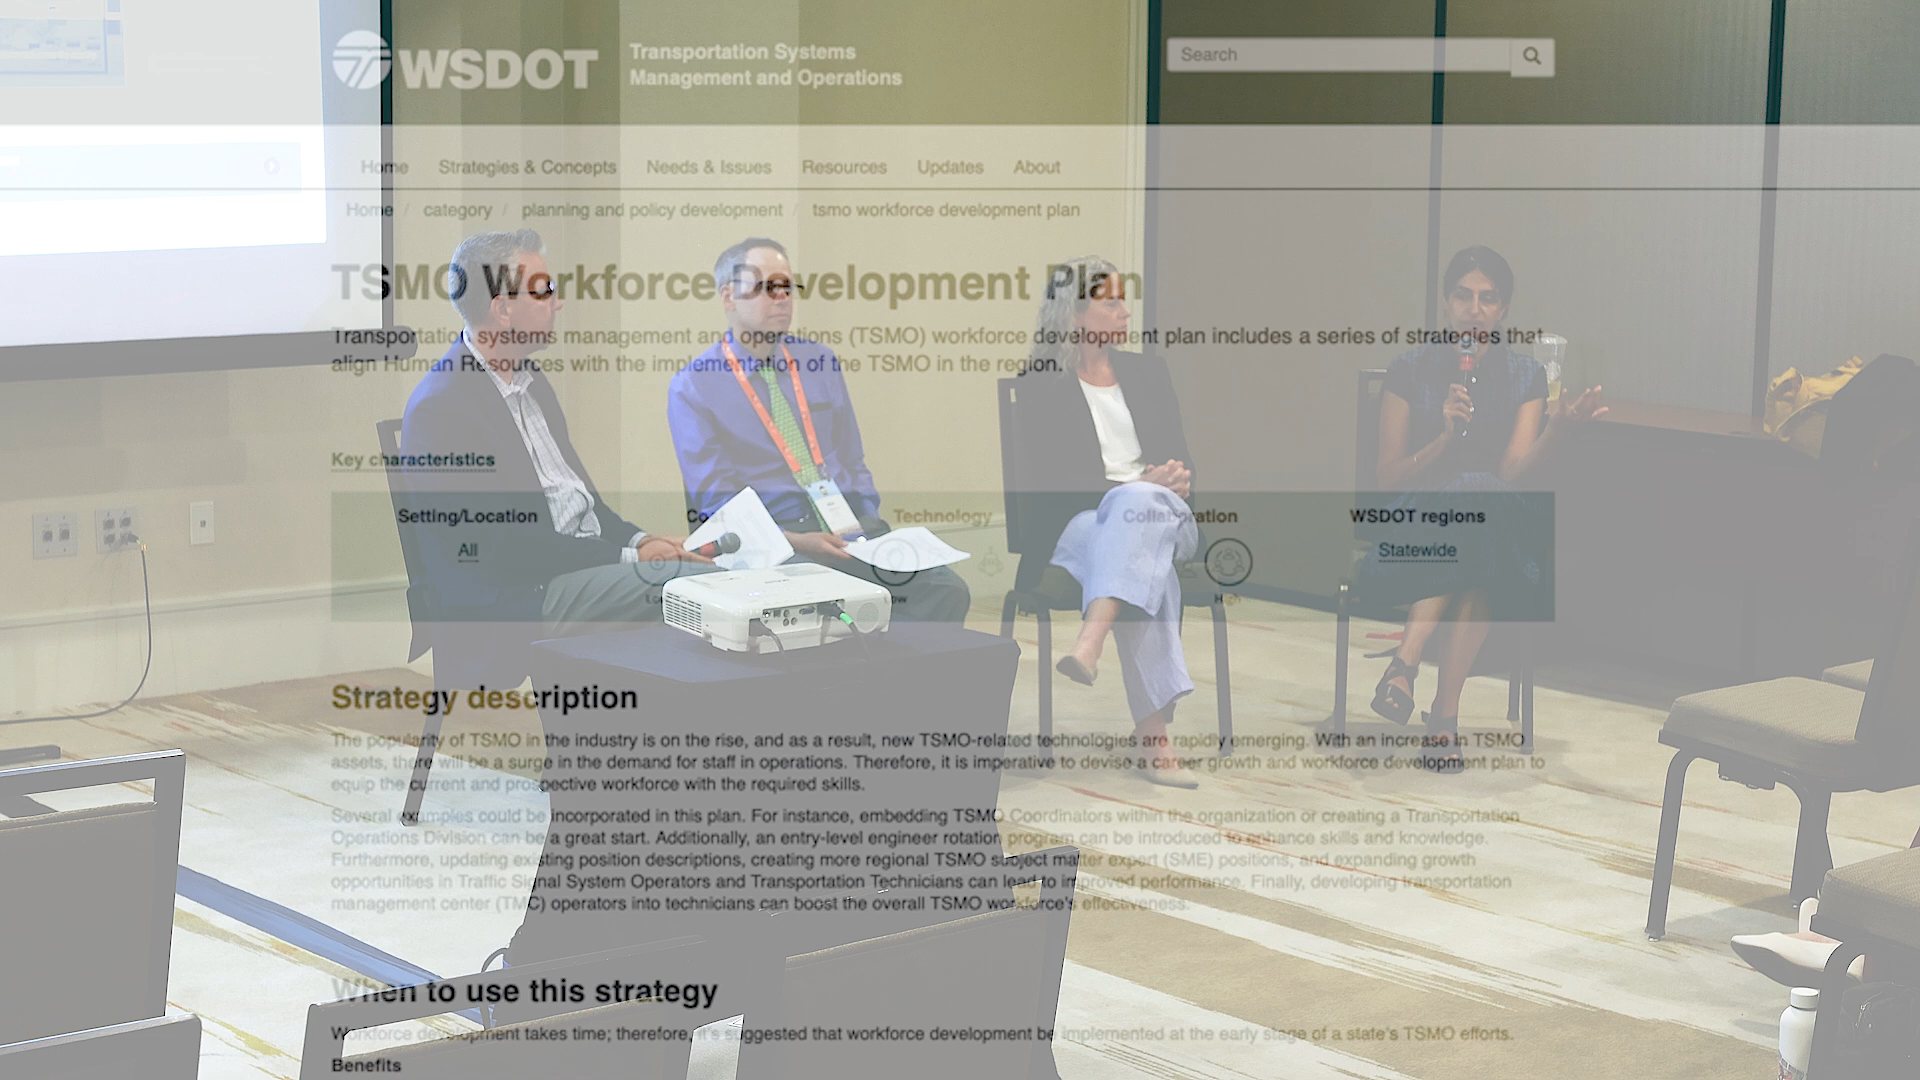 WSDOT
Transportation Systems
Management and Operations
Search
Home Strategies & Concepts Needs & Issues Resources Updates About
Home / category / planning and policy development / tsmo workforce development plan
TSMO Workforce Development Plan
Transportation systems management and operations (TSMO) workforce development plan includes a series of strategies that
align Human Resources with the implementation of the TSMO in the region.
Key characteristics
Setting/Location Cost Technology Collaboration WSDOT regions
All Statewide
Low Low High
Strategy description
The popularity of TSMO in the industry is on the rise, and as a result, new TSMO-related technologies are rapidly emerging. With an increase in TSMO
assets, there will be a surge in the demand for staff in operations. Therefore, it is imperative to devise a career growth and workforce development plan to
equip the current and prospective workforce with the required skills.
Several examples could be incorporated in this plan. For instance, embedding TSMO Coordinators within the organization or creating a Transportation
Operations Division can be a great start. Additionally, an entry-level engineer rotation program can be introduced to enhance skills and knowledge.
Furthermore, updating existing position descriptions, creating more regional TSMO subject matter expert (SME) positions, and expanding growth
opportunities in Traffic Signal System Operators and Transportation Technicians can lead to improved performance. Finally, developing transportation
management center (TMC) operators into technicians can boost the overall TSMO workforce's effectiveness.
When to use this strategy
Workforce development takes time; therefore, it's suggested that workforce development be implemented at the early stage of a state's TSMO efforts.
Benefits